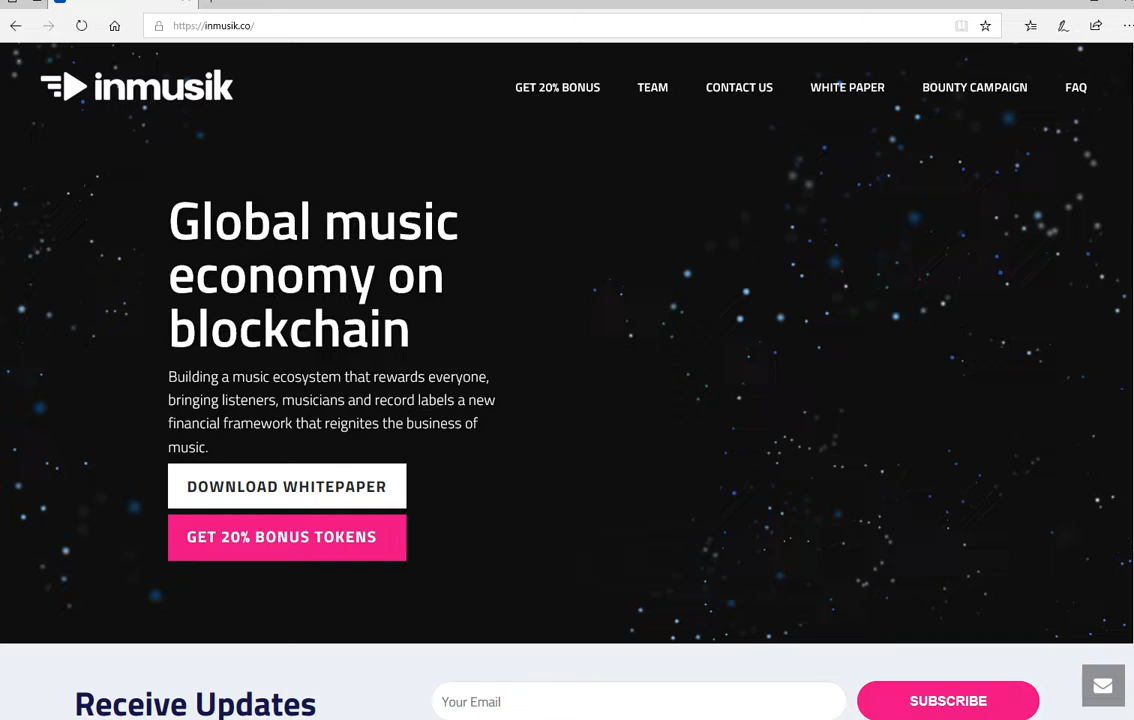 https://inmusik.co/
inmusik
GET 20% BONUS TEAM CONTACT US WHITE PAPER BOUNTY CAMPAIGN FAQ
Global music
economy on
blockchain
Building a music ecosystem that rewards everyone,
bringing listeners, musicians and record labels a new
financial framework that reignites the business of
music.
DOWNLOAD WHITEPAPER
GET 20% BONUS TOKENS
Receive Updates
Your Email
SUBSCRIBE